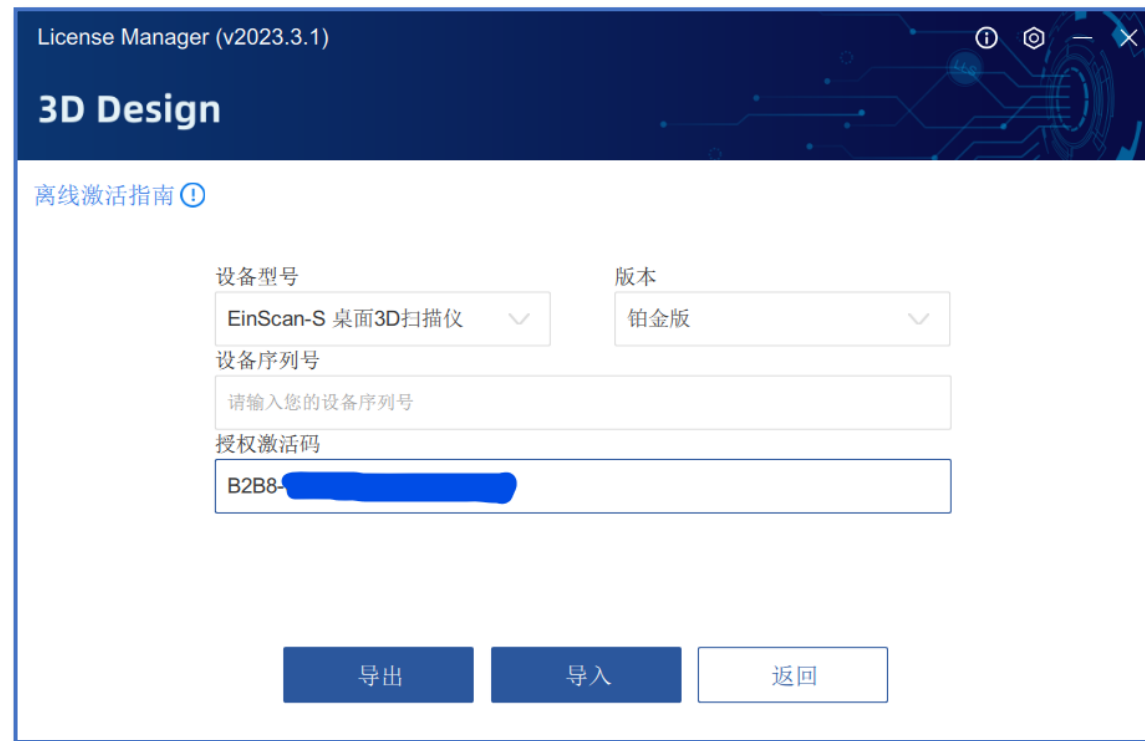 License Manager (v2023.3.1)
3D Design
离线激活指南
设备型号 版本
EinScan-S 桌面3D扫描仪 铂金版
设备序列号
请输入您的设备序列号
授权激活码
B2B8-
导出 导入 返回